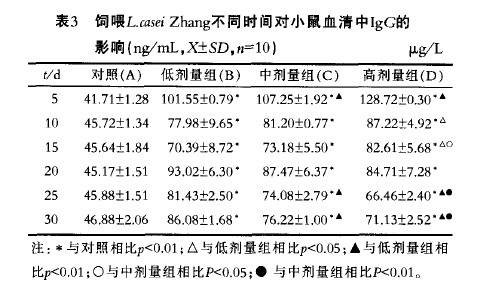 表3 饲喂L.casei Zhang不同时间对小鼠血清中IgG的
影响(ng/mL,X±SD,n=10) μg/L
t/d 对照(A) 低剂量组(B) 中剂量组(C) 高剂量组(D)
5 41.71±1.28 101.55±0.79* 107.25±1.92*▲ 128.72±0.30*▲
10 45.72±1.34 77.98±9.65* 81.20±0.77* 87.22±4.92*△
15 45.64±1.84 70.39±8.72* 73.18±5.50* 82.61±5.68*△○
20 45.17±1.51 93.02±6.30* 87.47±6.37* 84.71±7.28*
25 45.88±1.51 81.43±2.50* 74.08±2.79*▲ 66.46±2.40*▲●
30 46.88±2.06 86.08±1.68* 76.22±1.00*▲ 71.13±2.52*▲●
注:*与对照相比p<0.01;△与低剂量组相比p<0.05;▲与低剂量组相
比p<0.01;○与中剂量组相比P<0.05;● 与中剂量组相比P<0.01。